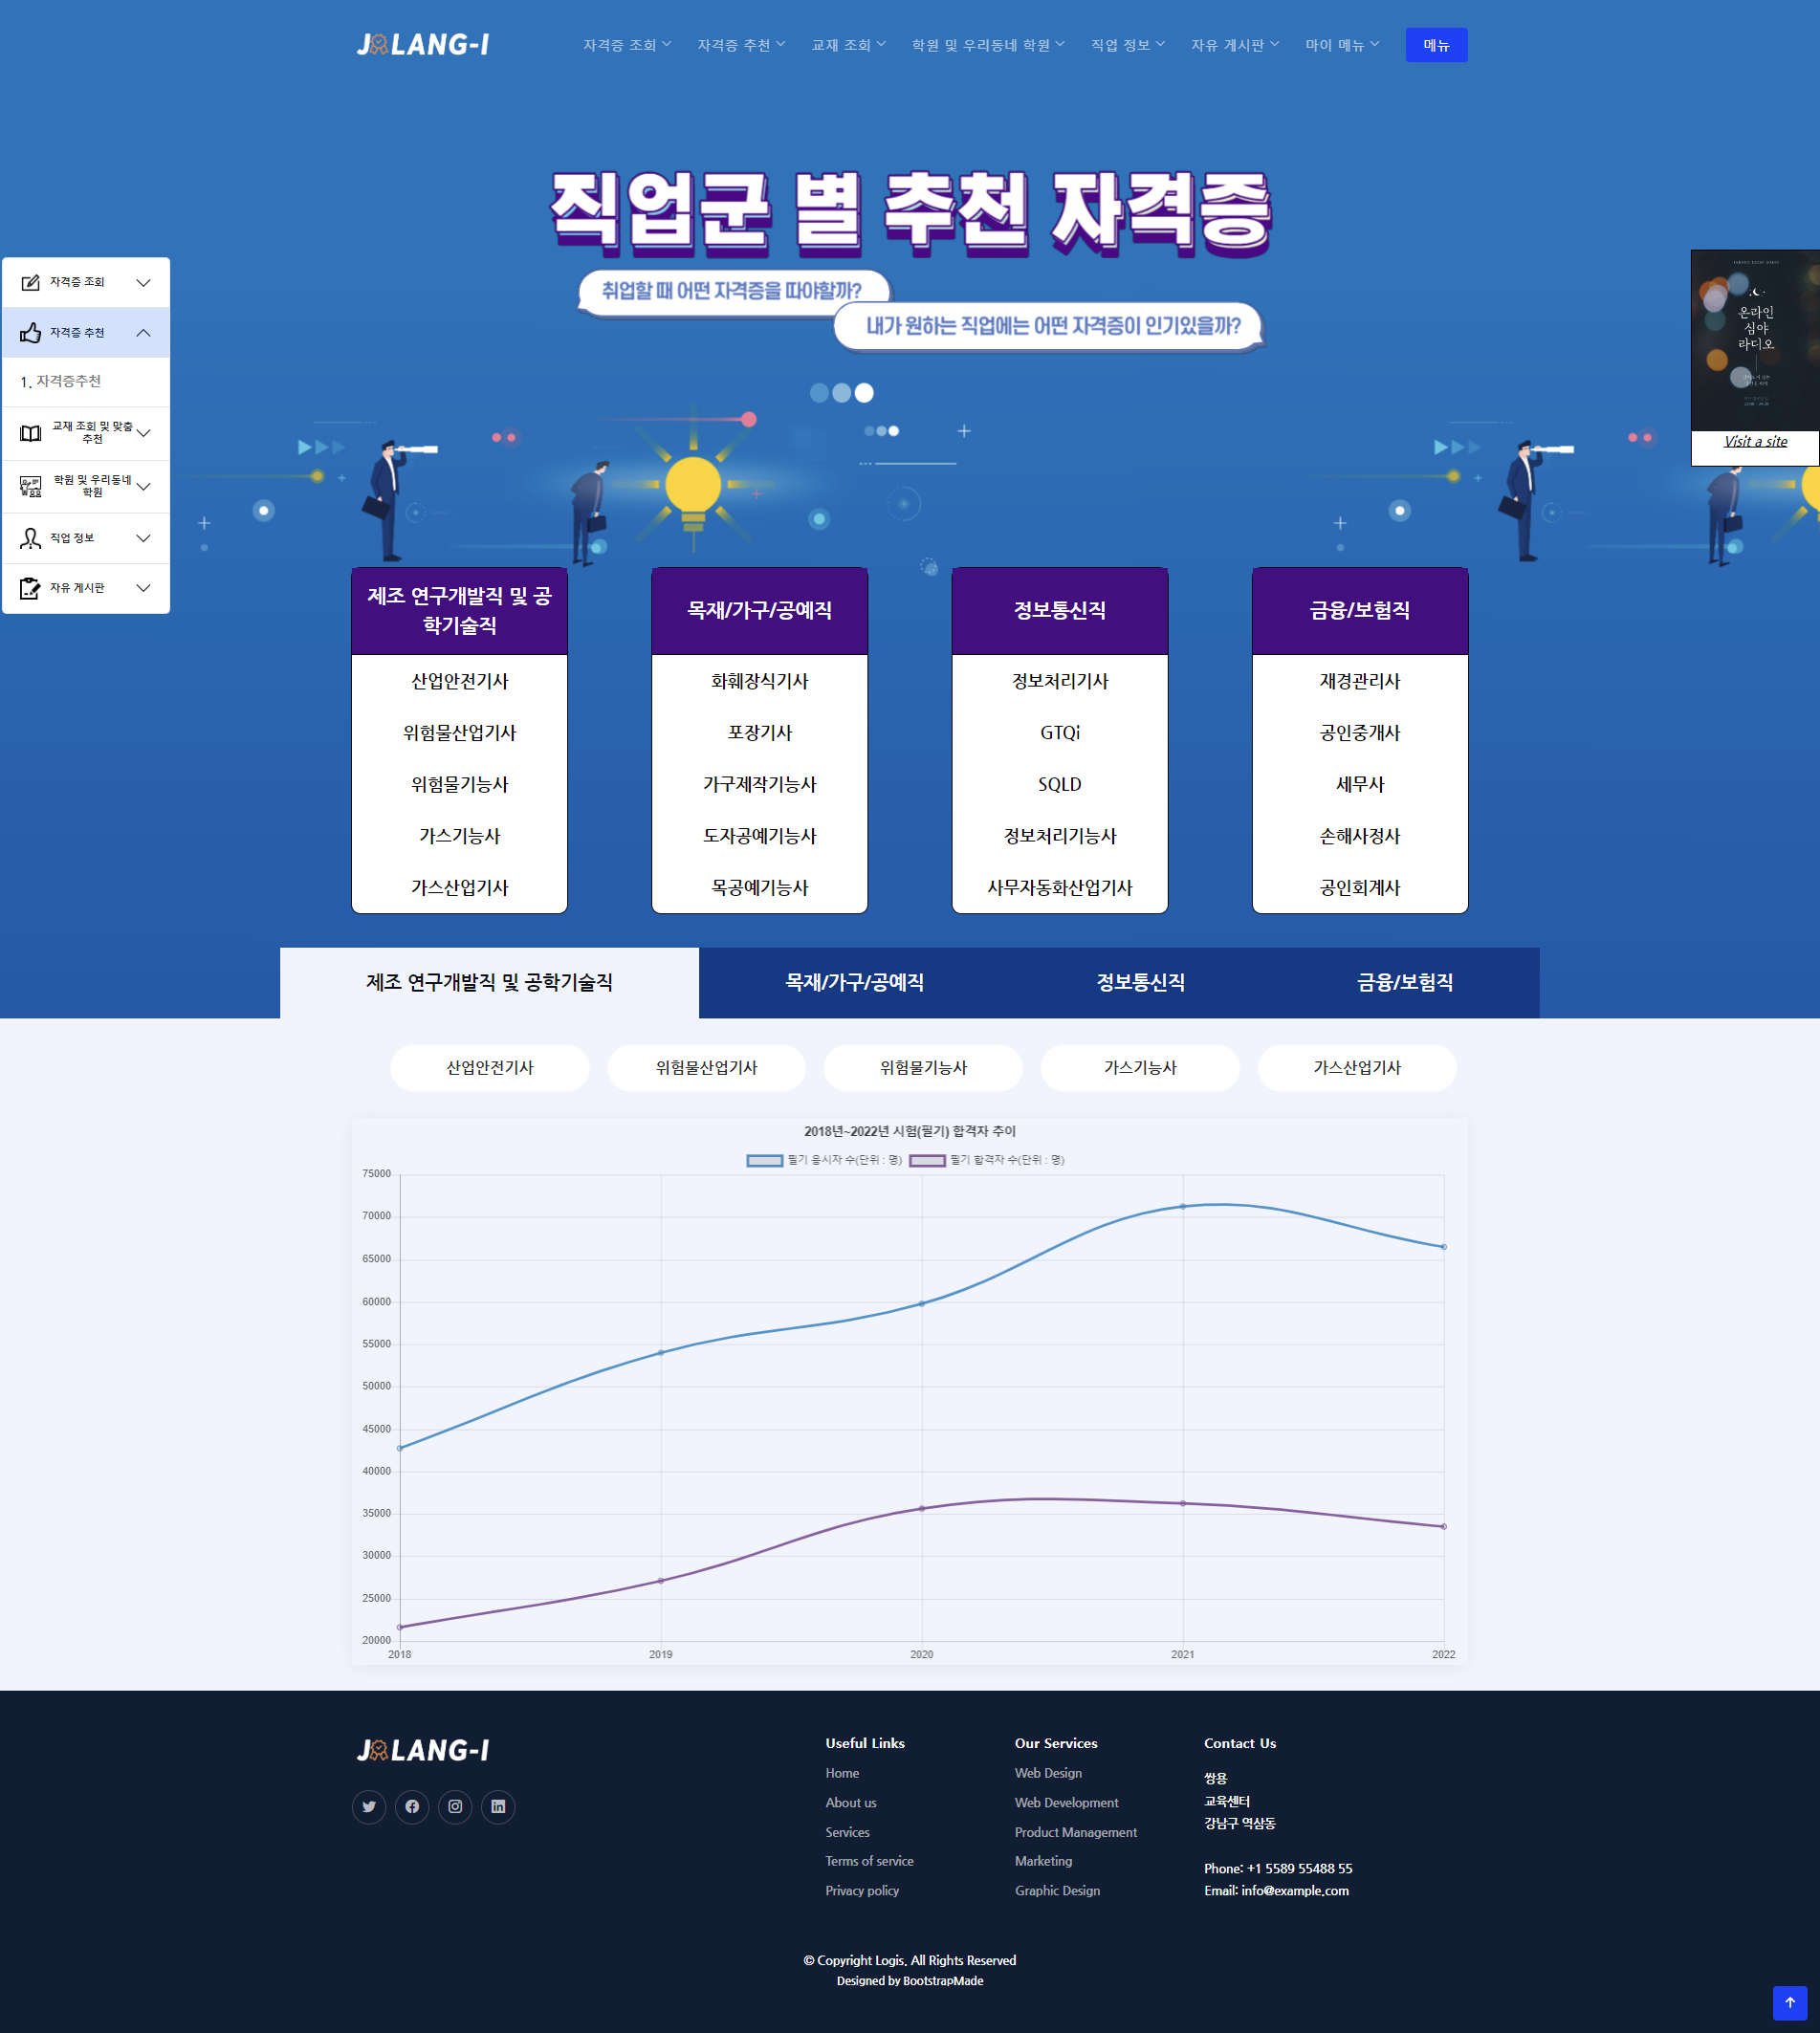 JOLANG-I
자격증 조회
자격증 추천
교재 조회
학원 및 우리동네 학원
직업 정보
자유 게시판
마이 메뉴
메뉴
직업군 별 추천 자격증
취업할 때 어떤 자격증을 따야할까?
내가 원하는 직업에는 어떤 자격증이 인기있을까?
자격증 조회
자격증 추천
1. 자격증추천
교재 조회 및 맞춤
추천
학원 및 우리동네
학원
직업 정보
자유 게시판
온라인
심야
라디오
Visit a site
제조 연구개발직 및 공
학기술직
산업안전기사
위험물산업기사
위험물기능사
가스기능사
가스산업기사
목재/가구/공예직
화훼장식기사
포장기사
가구제작기능사
도자공예기능사
목공예기능사
정보통신직
정보처리기사
GTQi
SQLD
정보처리기능사
사무자동화산업기사
금융/보험직
재경관리사
공인중개사
세무사
손해사정사
공인회계사
제조 연구개발직 및 공학기술직
목재/가구/공예직
정보통신직
금융/보험직
산업안전기사
위험물산업기사
위험물기능사
가스기능사
가스산업기사
2018년~2022년 시험(필기) 합격자 추이
필기 응시자 수(단위 : 명)
필기 합격자 수(단위 : 명)
75000
70000
65000
60000
55000
50000
45000
40000
35000
30000
25000
20000
2018
2019
2020
2021
2022
JOLANG-I
Useful Links
Home
About us
Services
Terms of service
Privacy policy
Our Services
Web Design
Web Development
Product Management
Marketing
Graphic Design
Contact Us
쌍용
교육센터
강남구 역삼동
Phone: +1 5589 55488 55
Email: info@example.com
© Copyright Logis. All Rights Reserved
Designed by BootstrapMade